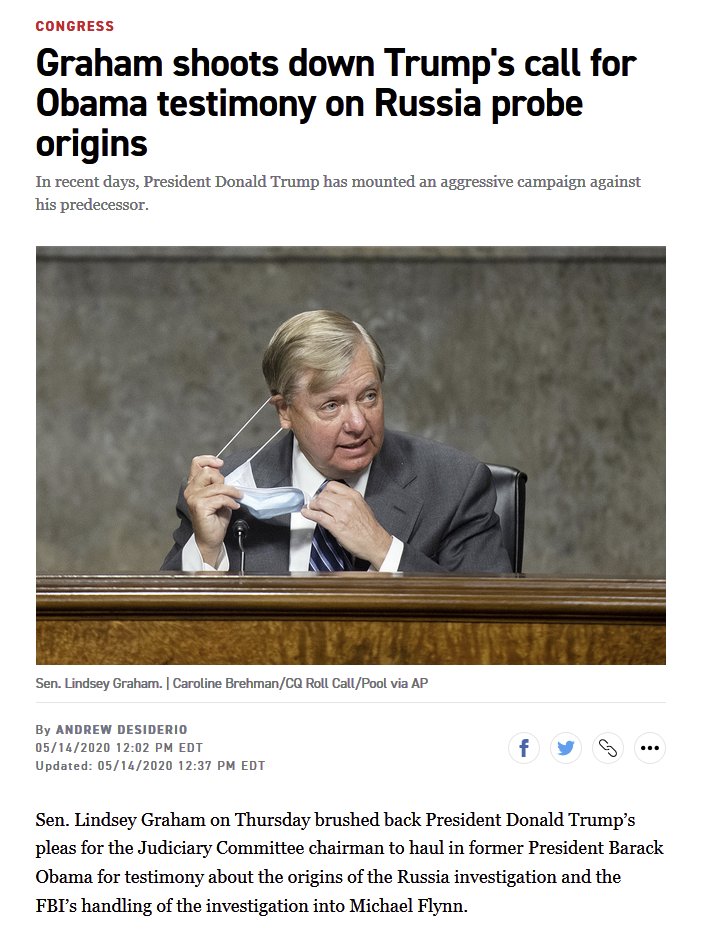 CONGRESS
Graham shoots down Trump's call for
Obama testimony on Russia probe
origins
In recent days, President Donald Trump has mounted an aggressive campaign against
his predecessor.
Sen. Lindsey Graham. | Caroline Brehman/CQ Roll Call/Pool via AP
By ANDREW DESIDERIO
05/14/2020 12:02 PM EDT
Updated: 05/14/2020 12:37 PM EDT
Sen. Lindsey Graham on Thursday brushed back President Donald Trump’s
pleas for the Judiciary Committee chairman to haul in former President Barack
Obama for testimony about the origins of the Russia investigation and the
FBI’s handling of the investigation into Michael Flynn.